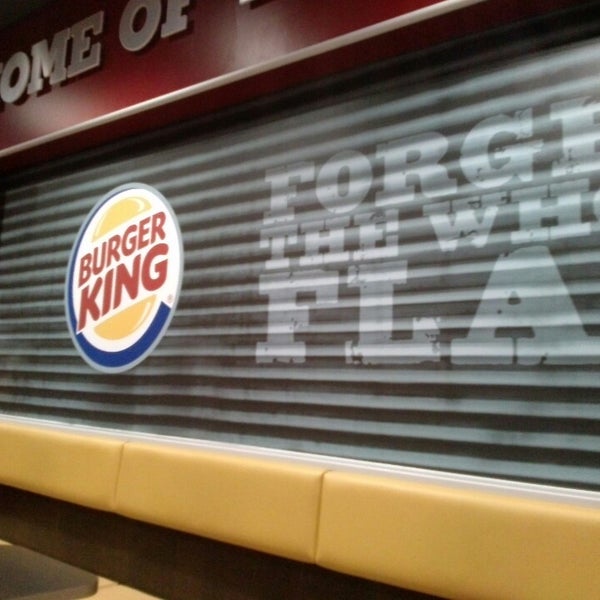 OME OF
BURGER
KING
®
FORGE
THE WH
FLA